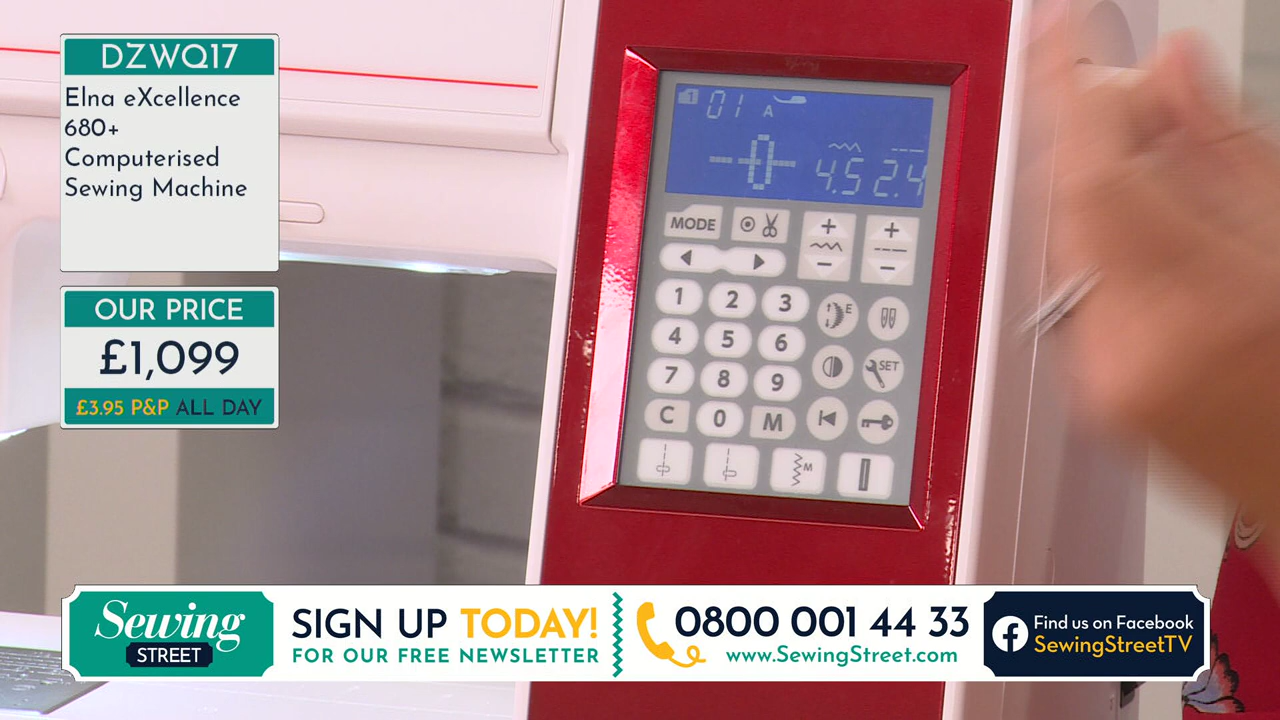 DZWQ17
Elna eXcellence
680+
Computerised
Sewing Machine
OUR PRICE
£1,099
£3.95 P&P ALL DAY
1 01 A
4.5 2.4
MODE
1 2 3
E
4 5 6
7 8 9
SET
C 0 M
M
Sewing
STREET
SIGN UP TODAY!
FOR OUR FREE NEWSLETTER
0800 001 44 33
www.SewingStreet.com
Find us on Facebook
SewingStreetTV